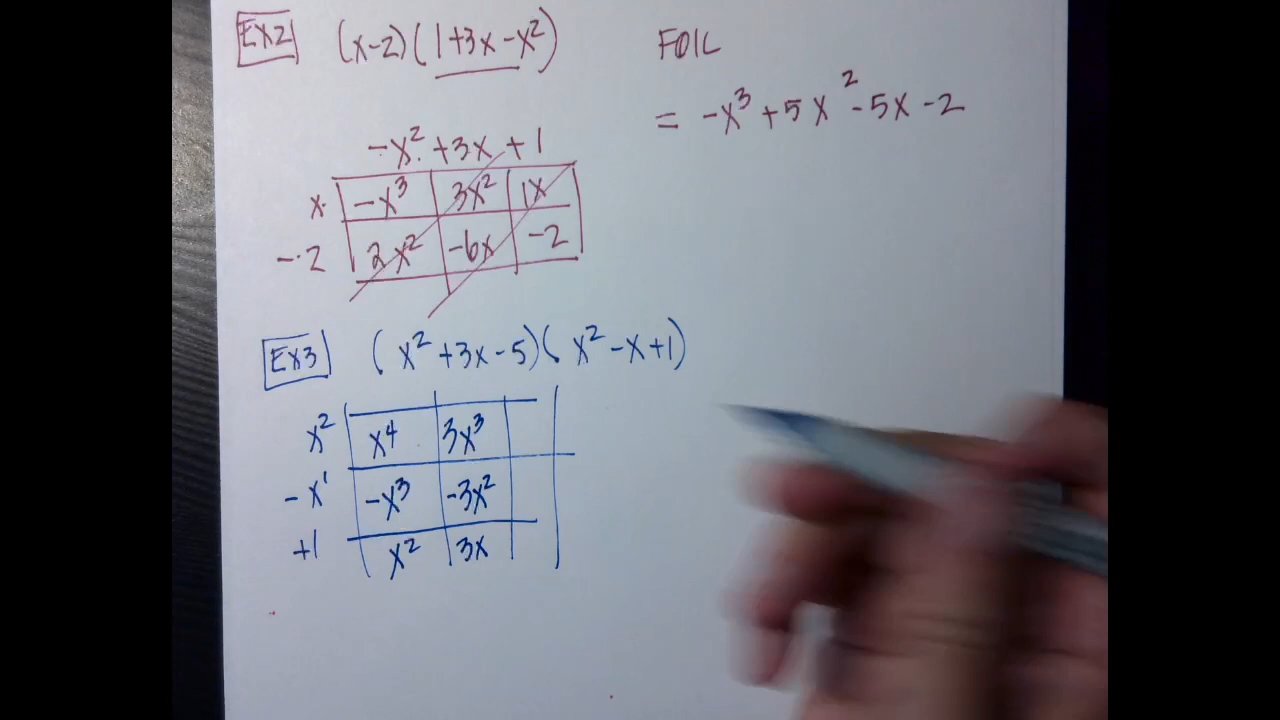 EX2 (x-2)(1+3x-x²) FOIL
= -x³ +5x² -5x -2
-x² +3x +1
x -x³ 3x² 1x
-2 2x² -6x -2
EX3 (x²+3x-5)(x²-x+1)
x² x⁴ 3x³
-x¹ -x³ -3x²
+1 x² 3x